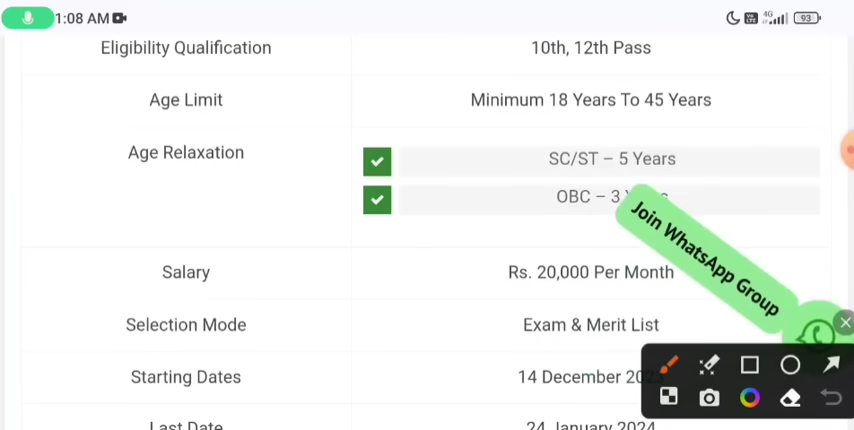 1:08 AM
4G
93
Eligibility Qualification
10th, 12th Pass
Age Limit
Minimum 18 Years To 45 Years
Age Relaxation
SC/ST – 5 Years
OBC – 3
Join WhatsApp Group
Salary
Rs. 20,000 Per Month
Selection Mode
Exam & Merit List
Starting Dates
14 December
Last Date
24 January 2024